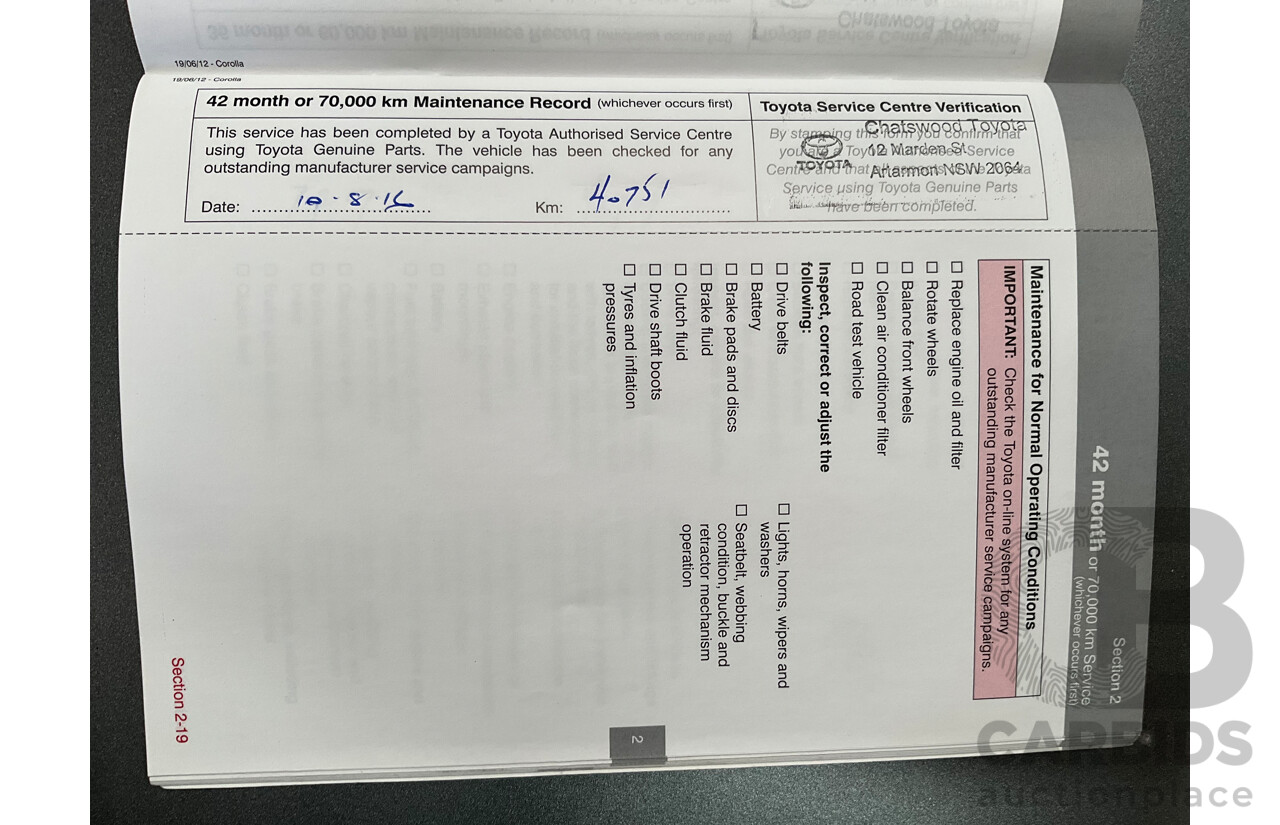 19/06/12 - Corolla
19/06/12 - Corolla
42 month or 70,000 km Maintenance Record (whichever occurs first)
This service has been completed by a Toyota Authorised Service Centre
using Toyota Genuine Parts. The vehicle has been checked for any
outstanding manufacturer service campaigns.
Date: 10 - 8 - 16
Km: 40751
Toyota Service Centre Verification
By stamping this form you confirm that
you are a Toyota Authorised Service
Centre and that
Service using Toyota Genuine Parts
have been completed.
TOYOTA
Chatswood Toyota
12 Marden St
Artarmon NSW 2064
Section 2
42 month or 70,000 km Service
(whichever occurs first)
Maintenance for Normal Operating Conditions
IMPORTANT: Check the Toyota on-line system for any
outstanding manufacturer service campaigns.
Replace engine oil and filter
Rotate wheels
Balance front wheels
Clean air conditioner filter
Road test vehicle
Inspect, correct or adjust the
following:
Drive belts
Battery
Brake pads and discs
Brake fluid
Clutch fluid
Drive shaft boots
Tyres and inflation
pressures
Lights, horns, wipers and
washers
Seatbelt, webbing
condition, buckle and
retractor mechanism
operation
2
Section 2-19
CARBIDS
auctionplace